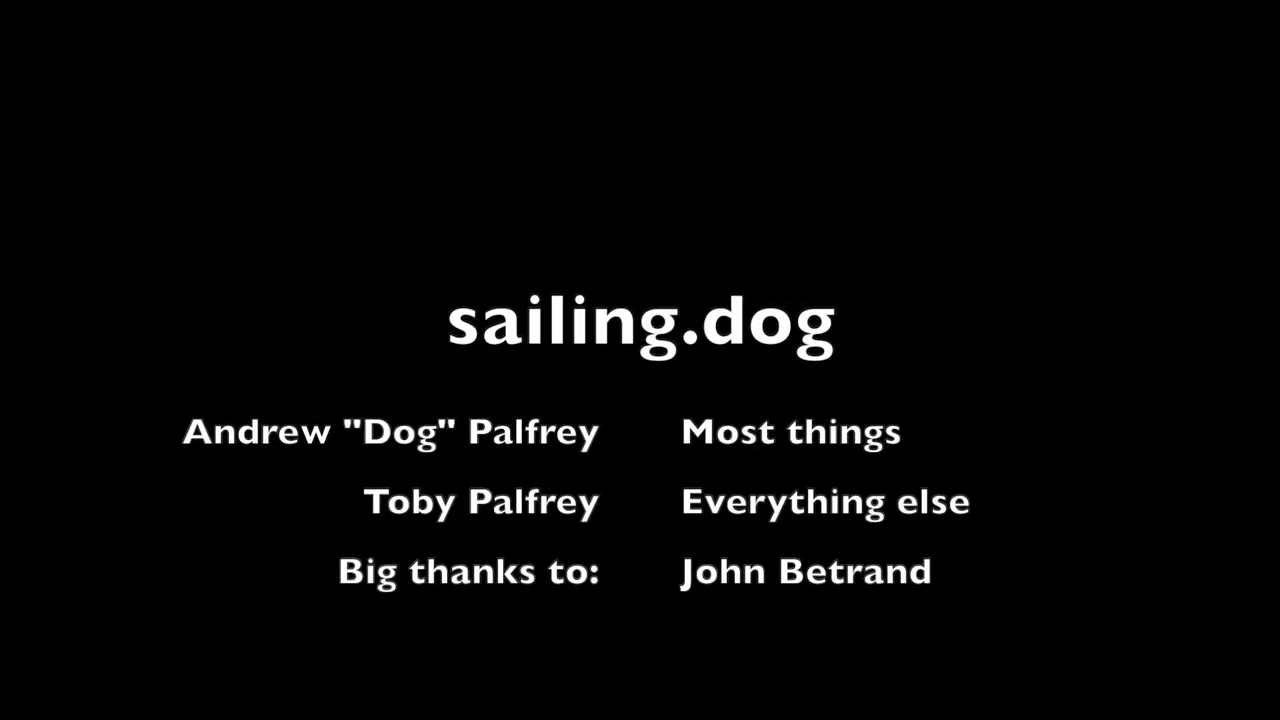 sailing.dog
Andrew "Dog" Palfrey Most things
Toby Palfrey Everything else
Big thanks to: John Betrand